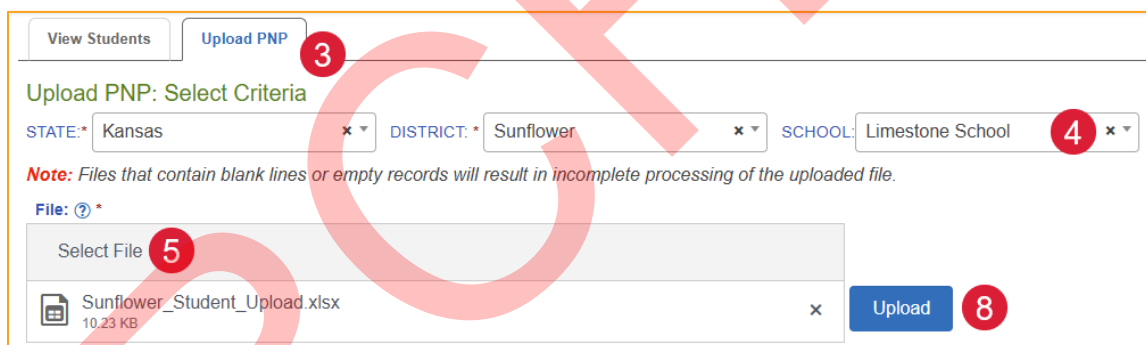 View Students Upload PNP 3
Upload PNP: Select Criteria
STATE:* Kansas × DISTRICT: * Sunflower × SCHOOL: Limestone School 4 ×
Note: Files that contain blank lines or empty records will result in incomplete processing of the uploaded file.
File: ? *
Select File 5
Sunflower_Student_Upload.xlsx × Upload 8
10.23 KB